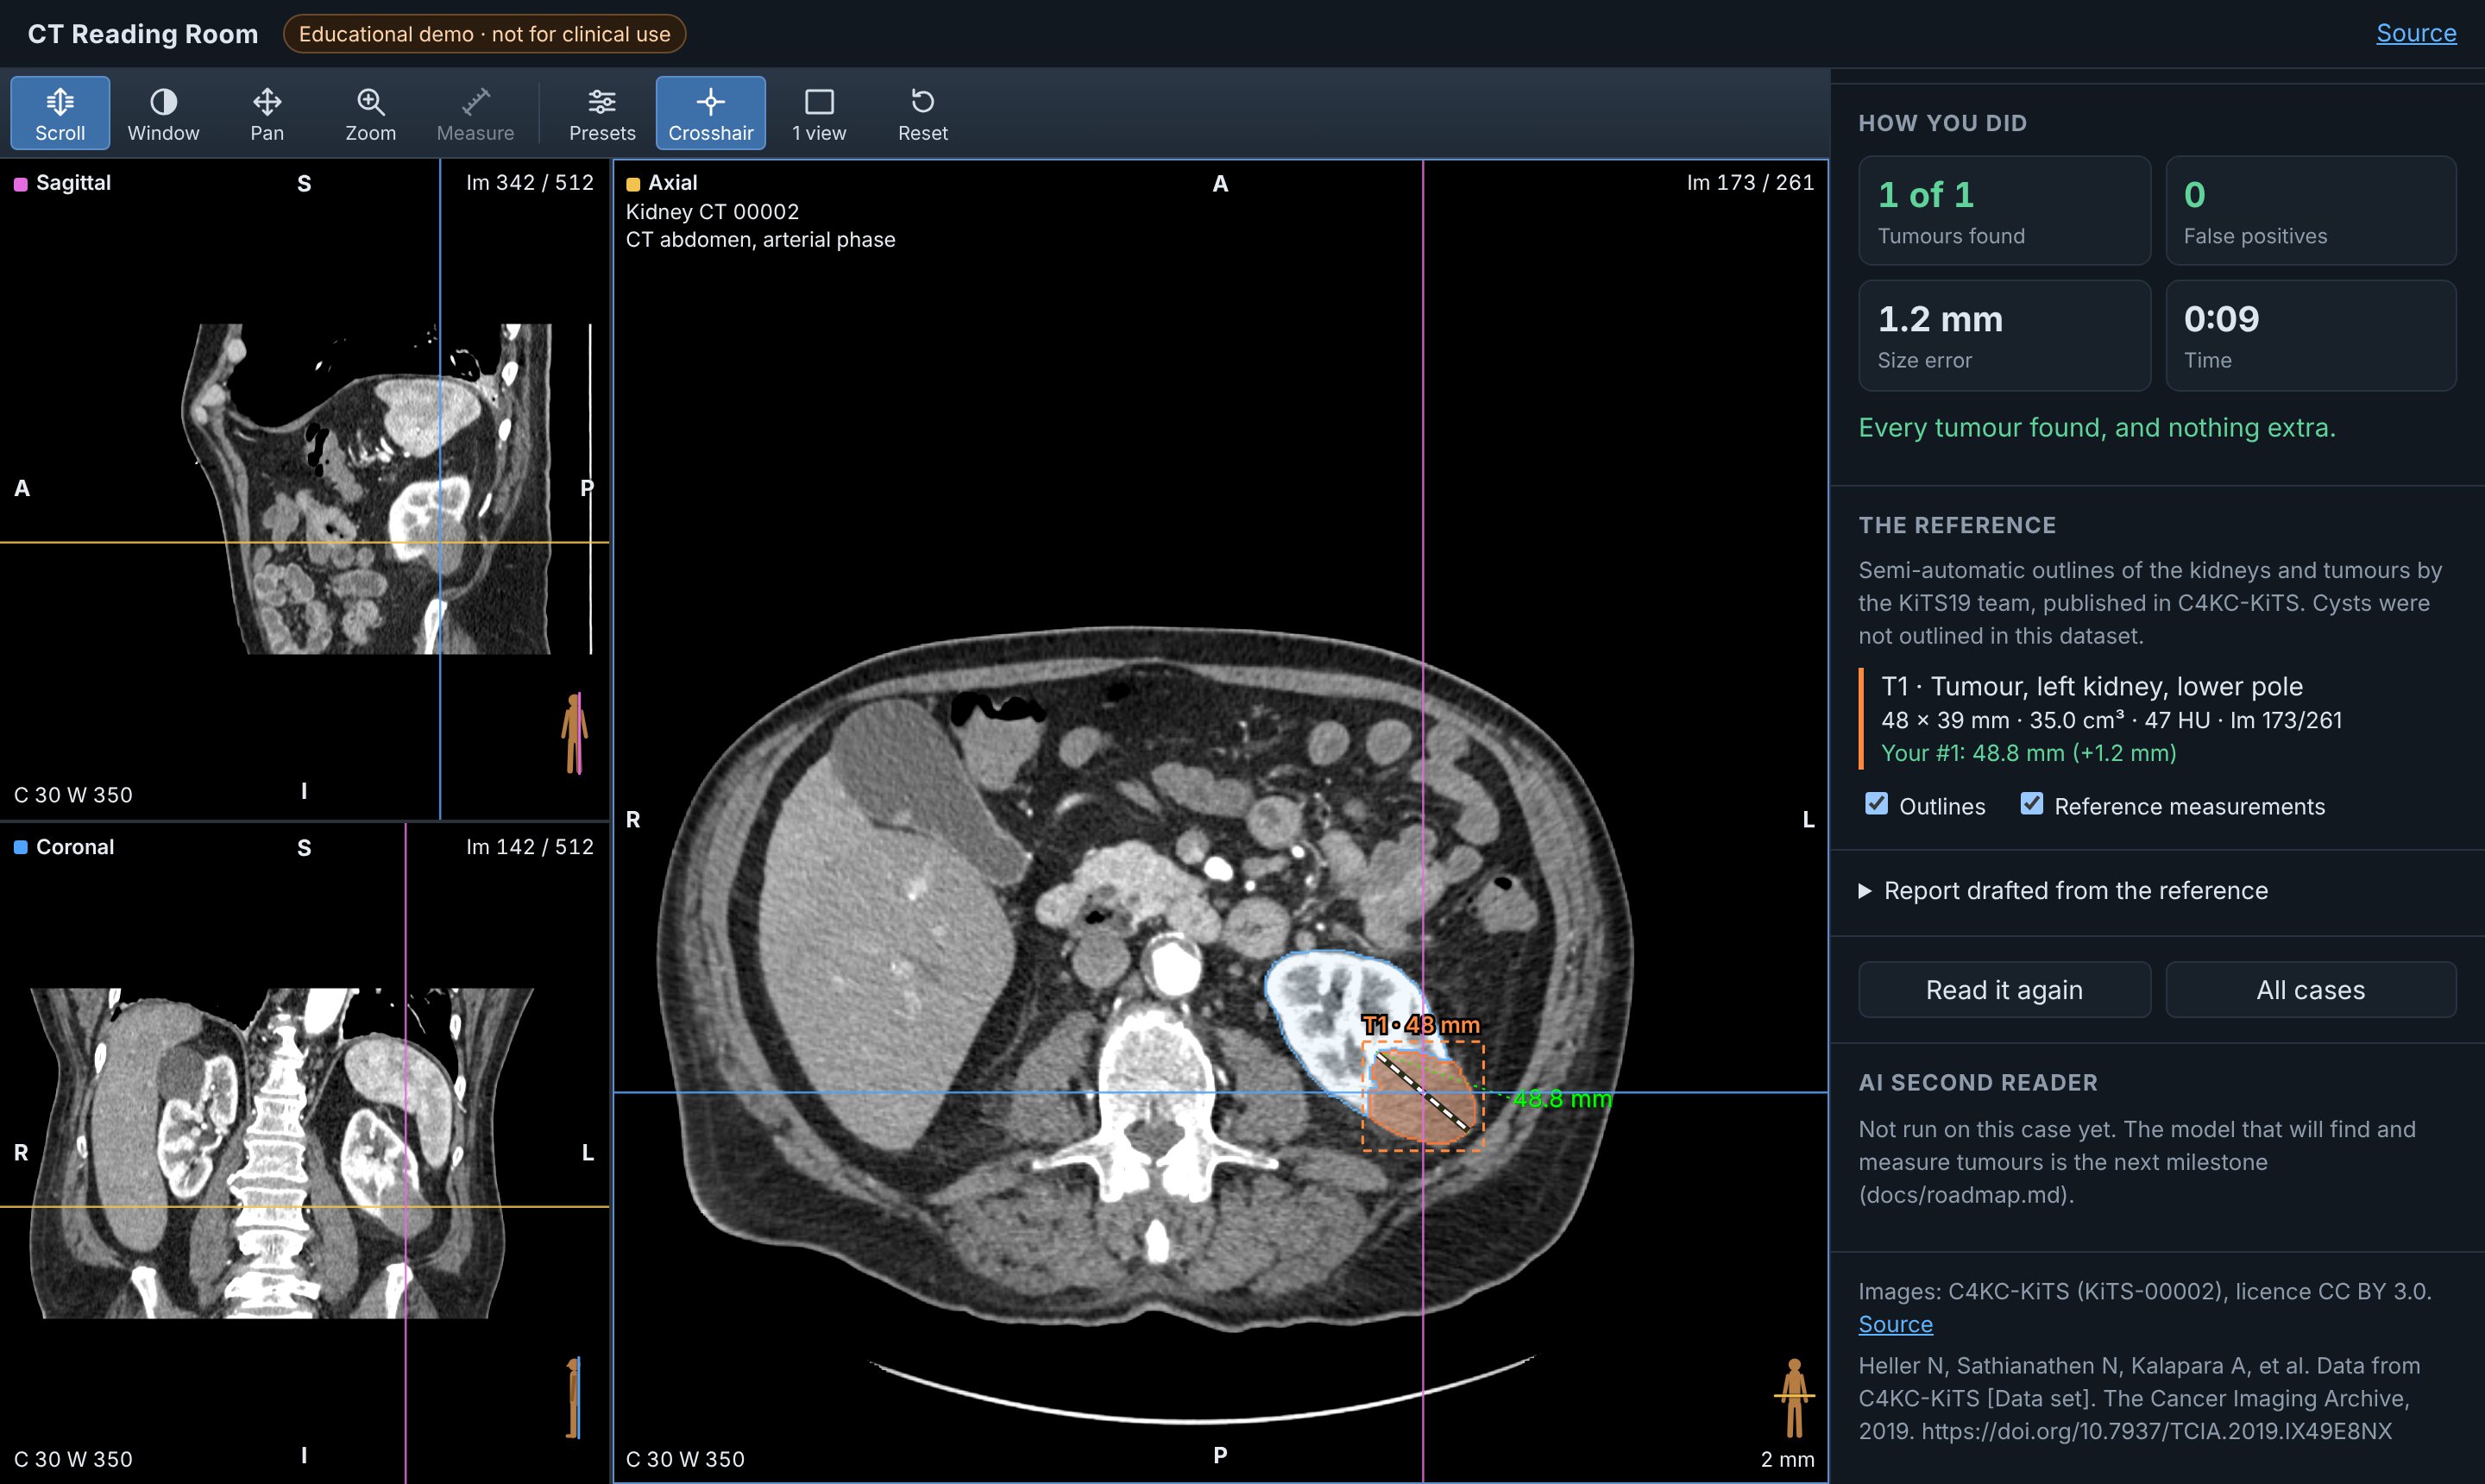 CT Reading Room
Educational demo · not for clinical use
Source
Scroll
Window
Pan
Zoom
Measure
Presets
Crosshair
1 view
Reset
Sagittal
S
Im 342 / 512
A
P
C 30 W 350
I
Coronal
S
Im 142 / 512
R
L
C 30 W 350
I
Axial
A
Im 173 / 261
Kidney CT 00002
CT abdomen, arterial phase
R
L
T1 · 48 mm
48.8 mm
C 30 W 350
P
2 mm
HOW YOU DID
1 of 1
Tumours found
0
False positives
1.2 mm
Size error
0:09
Time
Every tumour found, and nothing extra.
THE REFERENCE
Semi-automatic outlines of the kidneys and tumours by
the KiTS19 team, published in C4KC-KiTS. Cysts were
not outlined in this dataset.
T1 · Tumour, left kidney, lower pole
48 × 39 mm · 35.0 cm³ · 47 HU · Im 173/261
Your #1: 48.8 mm (+1.2 mm)
Outlines
Reference measurements
Report drafted from the reference
Read it again
All cases
AI SECOND READER
Not run on this case yet. The model that will find and
measure tumours is the next milestone
(docs/roadmap.md).
Images: C4KC-KiTS (KiTS-00002), licence CC BY 3.0.
Source
Heller N, Sathianathen N, Kalapara A, et al. Data from
C4KC-KiTS [Data set]. The Cancer Imaging Archive,
2019. https://doi.org/10.7937/TCIA.2019.IX49E8NX